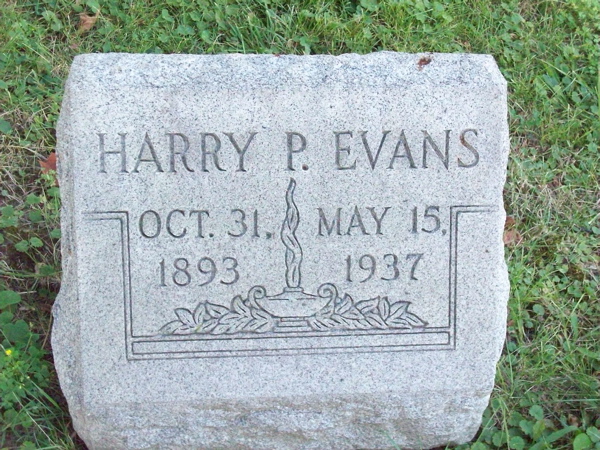 HARRY P. EVANS
OCT. 31, MAY 15,
1893 1937